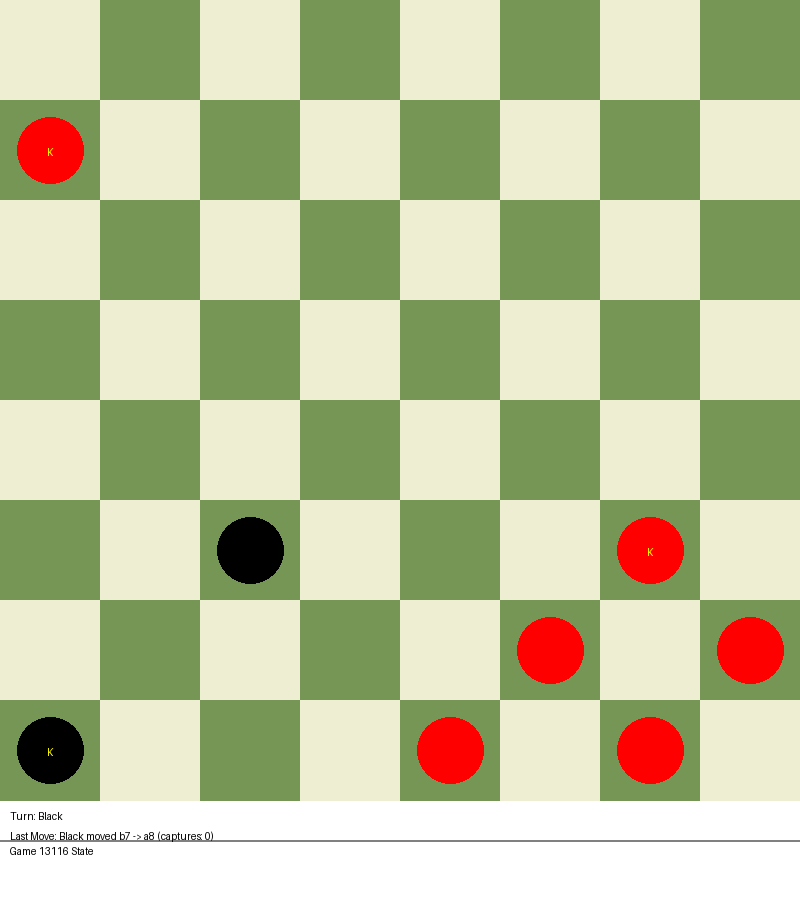 K
K
K
Turn: Black
Last Move: Black moved b7 -> a8 (captures: 0)
Game 13116 State